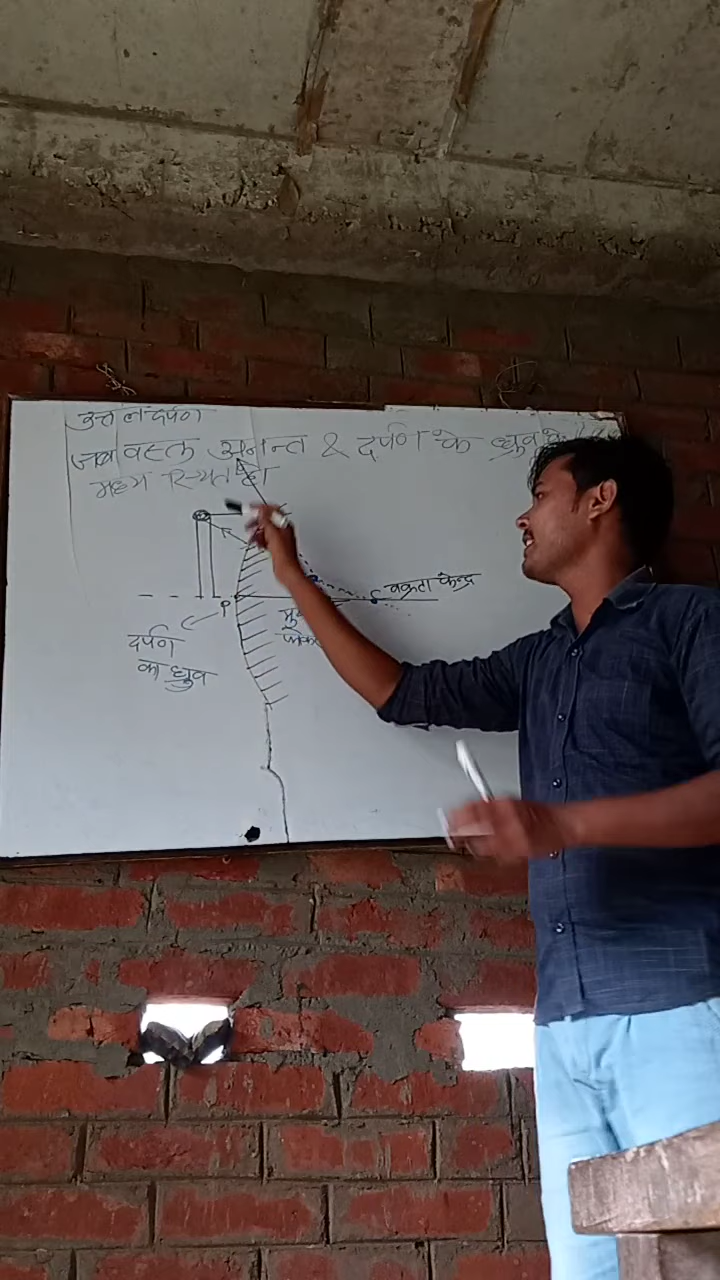 उत्तल दर्पण
जब वस्तु अनन्त & दर्पण के ध्रुव के
मध्य स्थित हो
वक्रता केन्द्र
C
P
दर्पण
का ध्रुव